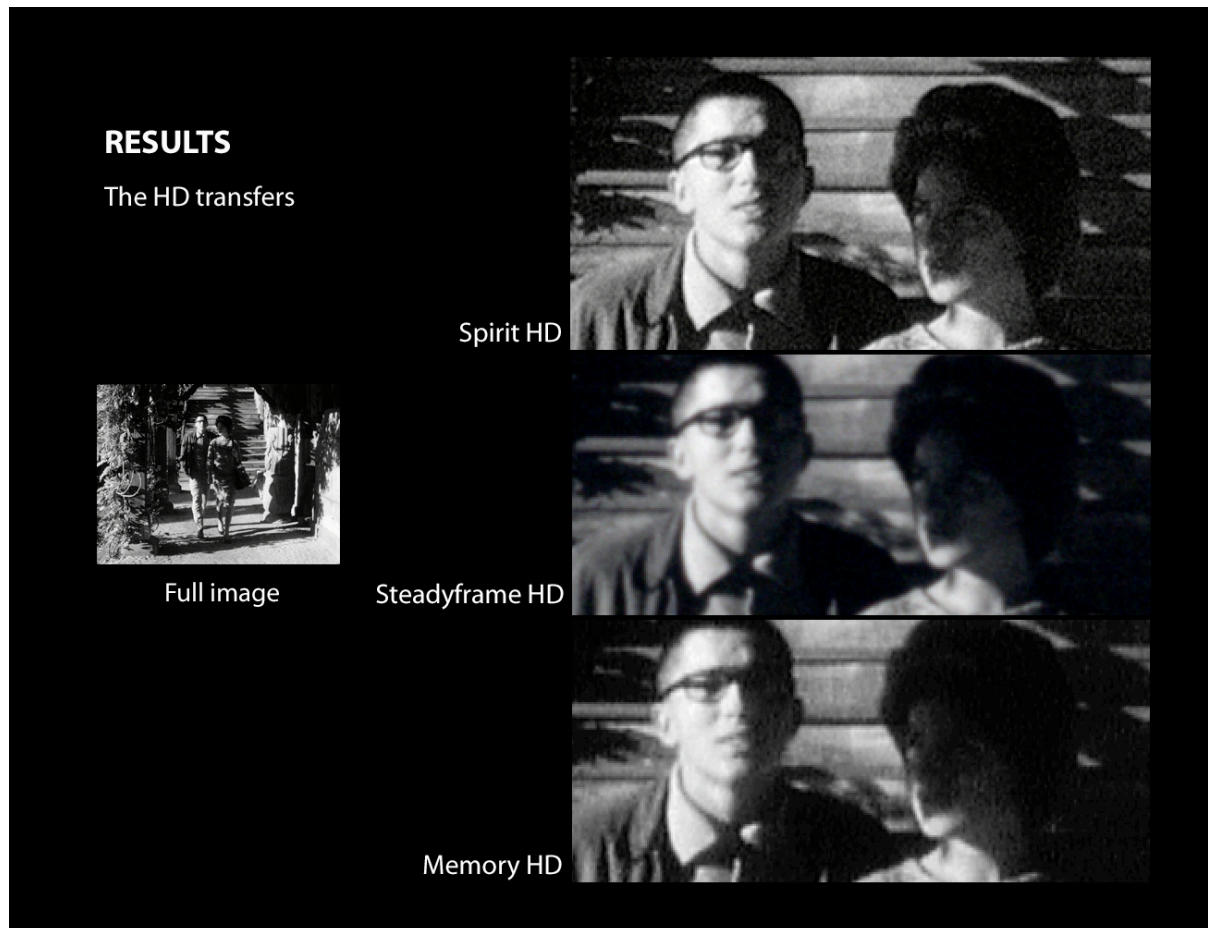 RESULTS
The HD transfers
Spirit HD
Full image
Steadyframe HD
Memory HD